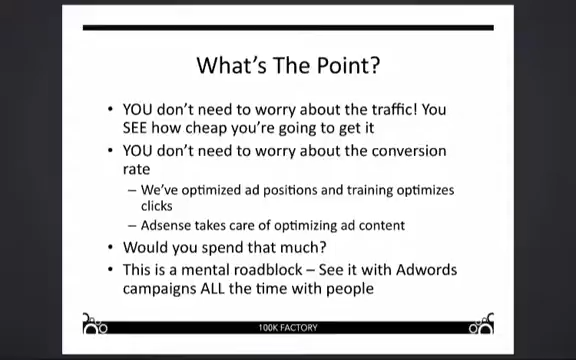 What's The Point?
• YOU don't need to worry about the traffic! You
SEE how cheap you're going to get it
• YOU don't need to worry about the conversion
rate
– We've optimized ad positions and training optimizes
clicks
– Adsense takes care of optimizing ad content
• Would you spend that much?
• This is a mental roadblock – See it with Adwords
campaigns ALL the time with people
100K FACTORY